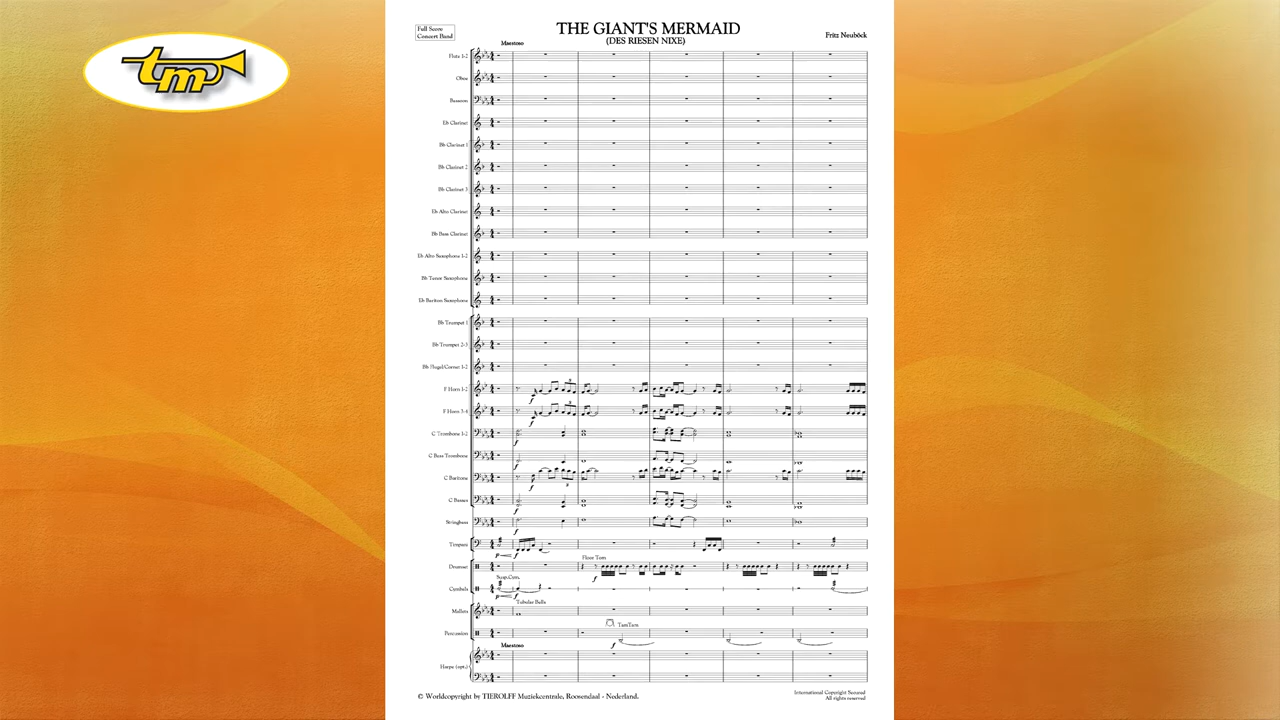 tm
Full Score
Concert Band
THE GIANT'S MERMAID
(DES RIESEN NIXE)
Fritz Neuböck
Maestoso
Flute 1-2
Oboe
Bassoon
Eb Clarinet
Bb Clarinet 1
Bb Clarinet 2
Bb Clarinet 3
Eb Alto Clarinet
Bb Bass Clarinet
Eb Alto Saxophone 1-2
Bb Tenor Saxophone
Eb Bariton Saxophone
Bb Trumpet 1
Bb Trumpet 2-3
Bb Flugel/Cornet 1-2
F Horn 1-2
F Horn 3-4
C Trombone 1-2
C Bass Trombone
C Baritone
C Basses
Stringbass
Timpani
Floor Tom
Drumset
Susp.Cym.
Cymbals
Tubular Bells
Mallets
TamTam
Percussion
Maestoso
Harpe (opt.)
© Worldcopyright by TIEROLFF Muziekcentrale, Roosendaal - Nederland.
International Copyright Secured
All rights reserved